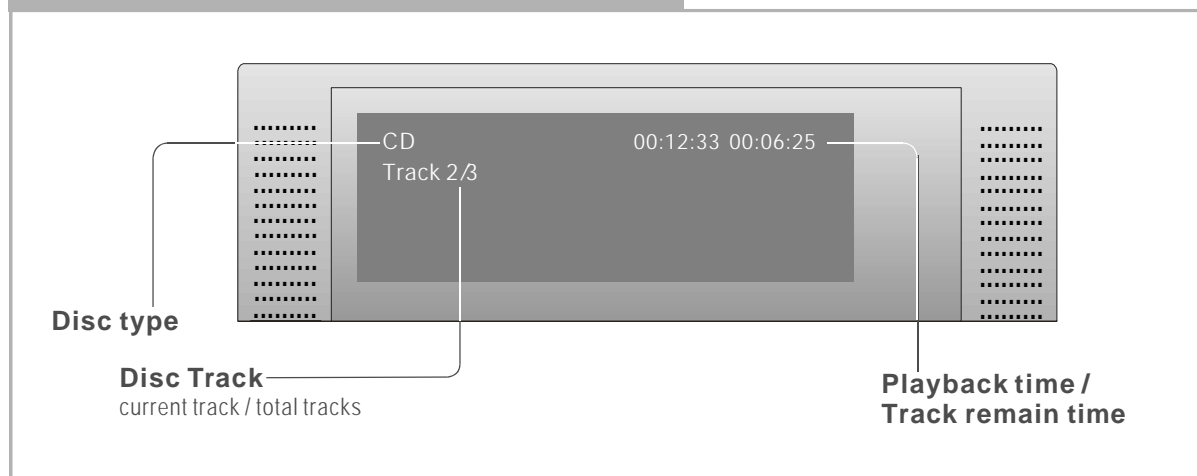 CD 00:12:33 00:06:25
Track 2/3
Disc type
Disc Track
current track / total tracks
Playback time /
Track remain time